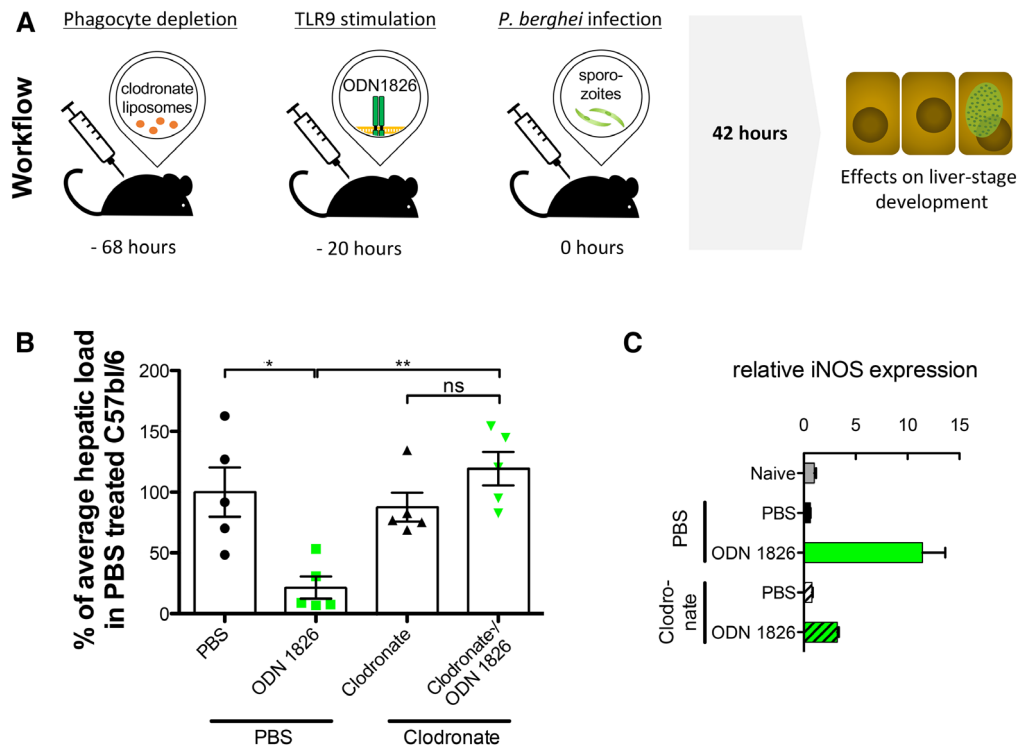 A
Phagocyte depletion
TLR9 stimulation
P. berghei infection
Workflow
clodronate
liposomes
ODN1826
sporo-
zoites
42 hours
Effects on liver-stage
development
- 68 hours
- 20 hours
0 hours
B
% of average hepatic load
in PBS treated C57bl/6
200
150
100
50
0
*
**
ns
PBS
ODN 1826
Clodronate
Clodronate/
ODN 1826
PBS
Clodronate
C
relative iNOS expression
0 5 10 15
Naive
PBS
PBS
ODN 1826
Clodro-
nate
PBS
ODN 1826